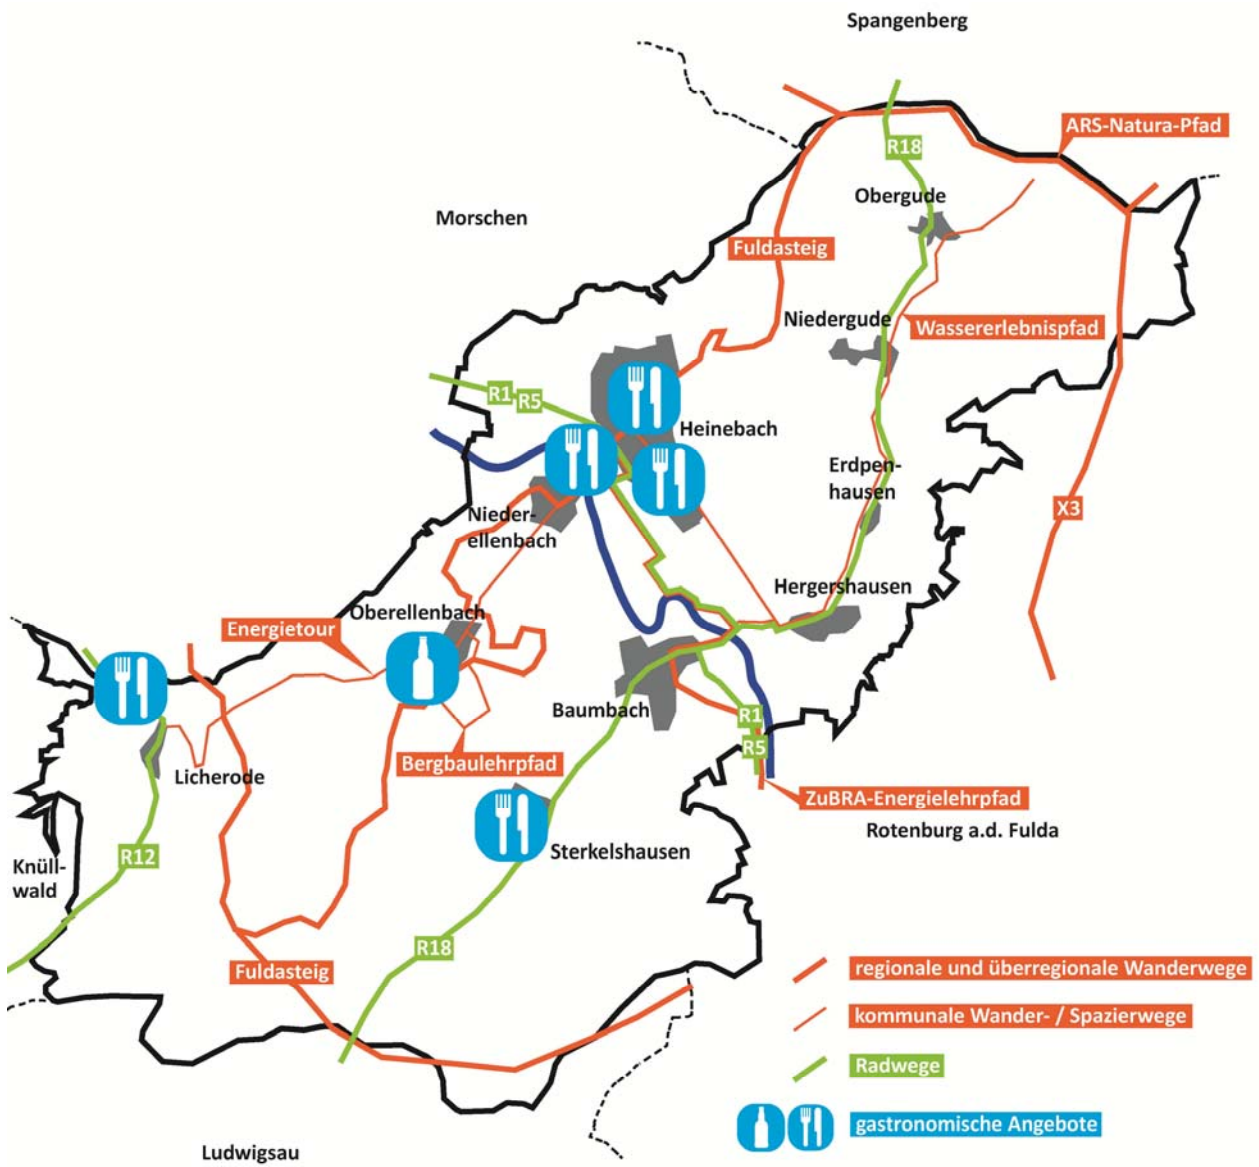 Spangenberg
ARS-Natura-Pfad
R18
Obergude
Morschen
Fuldasteig
Niedergude
Wassererlebnispfad
R1
R5
Heinebach
Erdpen-
hausen
X3
Nieder-
ellenbach
Hergershausen
Oberellenbach
Energietour
Baumbach
R1
R5
Bergbaulehrpfad
Licherode
ZuBRA-Energielehrpfad
Rotenburg a.d. Fulda
Sterkelshausen
R12
Knüll-
wald
R18
Fuldasteig
regionale und überregionale Wanderwege
kommunale Wander- / Spazierwege
Radwege
gastronomische Angebote
Ludwigsau